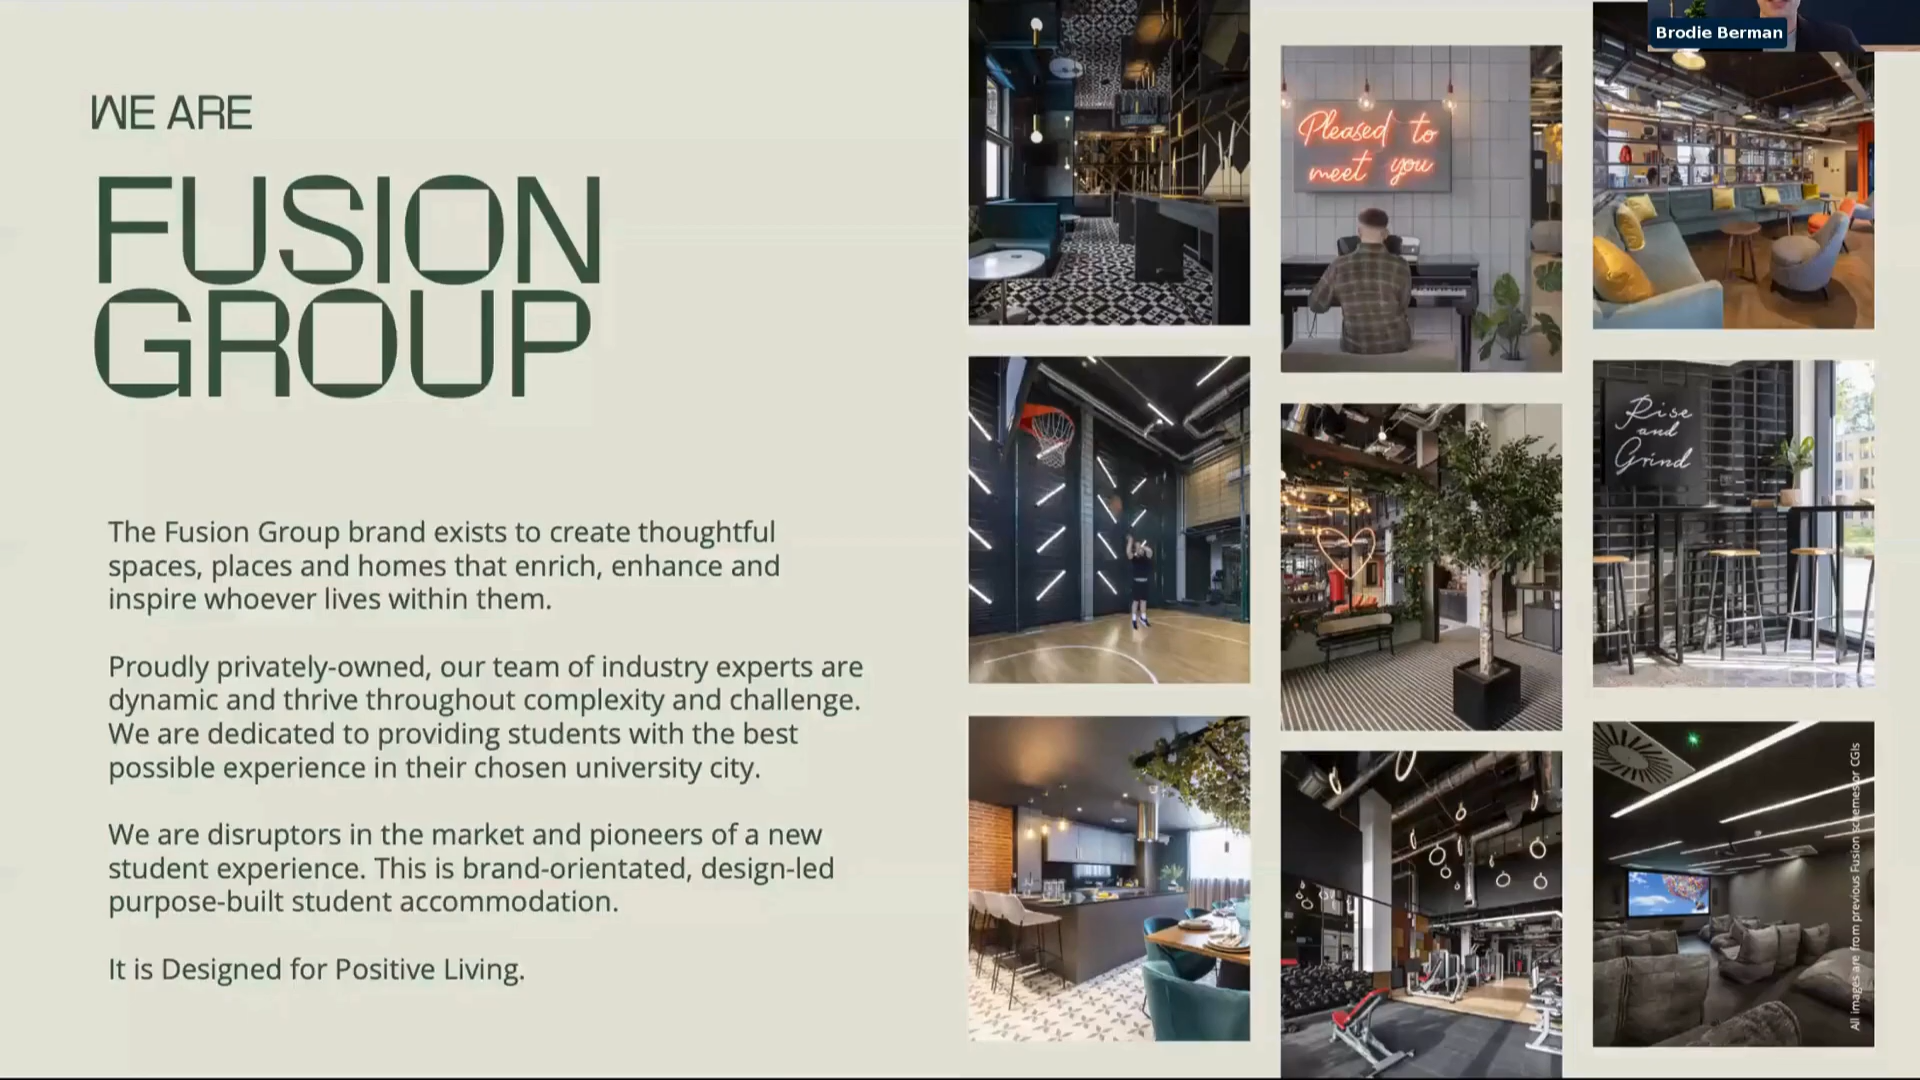 WE ARE
FUSION
GROUP
The Fusion Group brand exists to create thoughtful
spaces, places and homes that enrich, enhance and
inspire whoever lives within them.
Proudly privately-owned, our team of industry experts are
dynamic and thrive throughout complexity and challenge.
We are dedicated to providing students with the best
possible experience in their chosen university city.
We are disruptors in the market and pioneers of a new
student experience. This is brand-orientated, design-led
purpose-built student accommodation.
It is Designed for Positive Living.
Pleased to
meet you
Brodie Berman
Rise
and
Grind
All images are from previous Fusion schemes or CGIs